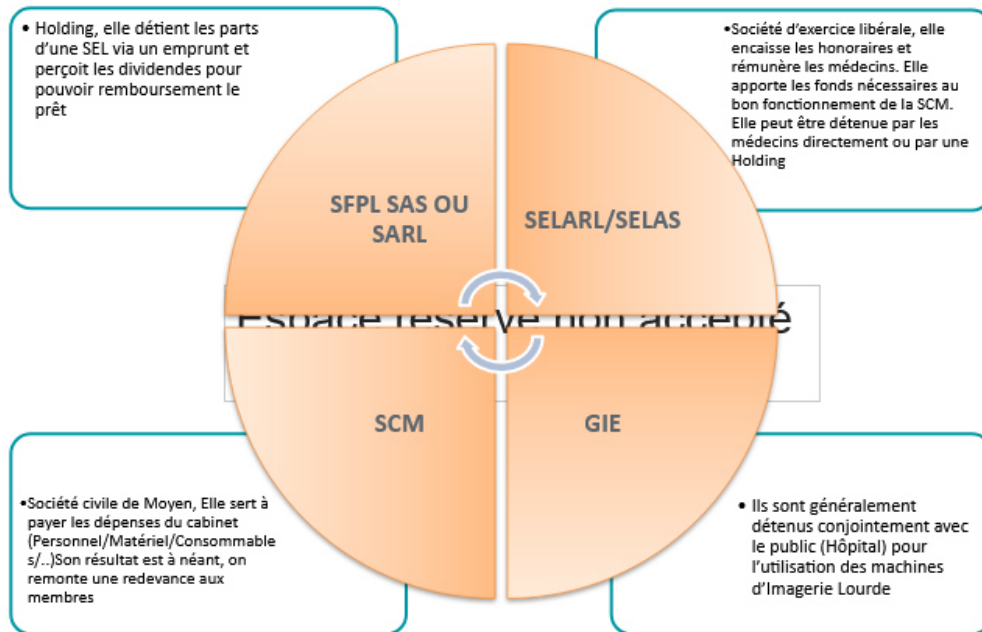 • Holding, elle détient les parts
d’une SEL via un emprunt et
perçoit les dividendes pour
pouvoir remboursement le
prêt
•Société d’exercice libérale, elle
encaisse les honoraires et
rémunère les médecins. Elle
apporte les fonds nécessaires au
bon fonctionnement de la SCM.
Elle peut être détenue par les
médecins directement ou par une
Holding
SFPL SAS OU
SARL
SELARL/SELAS
Espace réservé non accepté
SCM
GIE
•Société civile de Moyen, Elle sert à
payer les dépenses du cabinet
(Personnel/Matériel/Consommable
s/..)Son résultat est à néant, on
remonte une redevance aux
membres
• Ils sont généralement
détenus conjointement avec
le public (Hôpital) pour
l’utilisation des machines
d’Imagerie Lourde